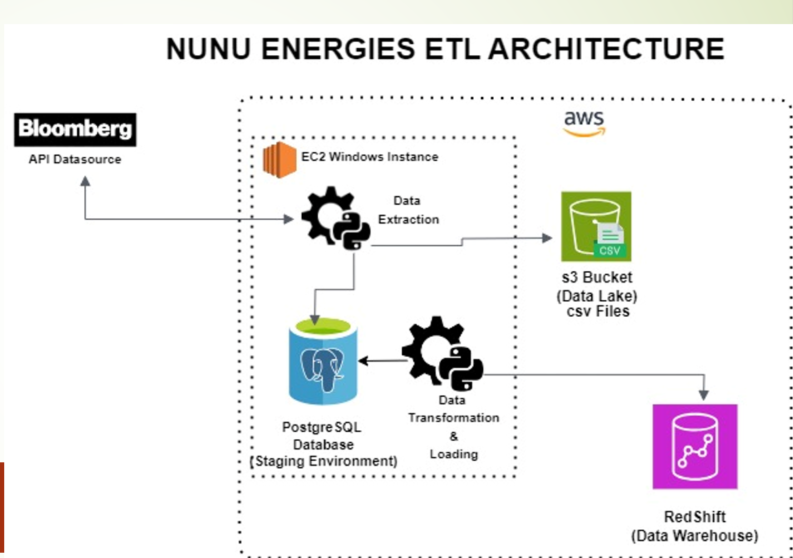 NUNU ENERGIES ETL ARCHITECTURE
Bloomberg
API Datasource
aws
EC2 Windows Instance
Data
Extraction
CSV
s3 Bucket
(Data Lake)
csv Files
PostgreSQL
Database
(Staging Environment)
Data
Transformation
&
Loading
RedShift
(Data Warehouse)